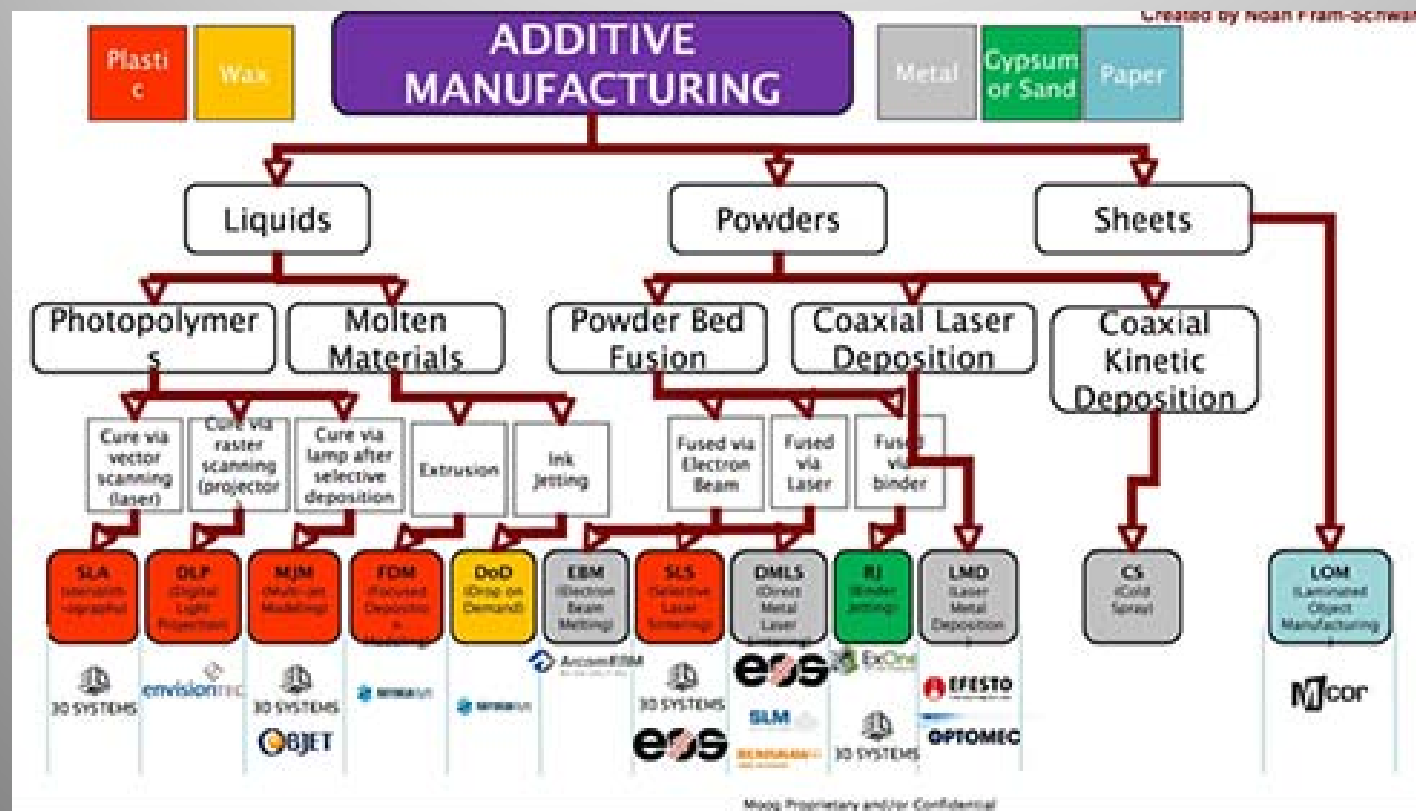 Created by Noah Fram-Schwar
Plasti
c
Wax
ADDITIVE
MANUFACTURING
Metal
Gypsum
or Sand
Paper
Liquids
Powders
Sheets
Photopolymer
s
Molten
Materials
Powder Bed
Fusion
Coaxial Laser
Deposition
Coaxial
Kinetic
Deposition
Cure via
vector
scanning
(laser)
Cure via
raster
scanning
(projector
Cure via
lamp after
selective
deposition
Extrusion
Ink
Jetting
Fused via
Electron
Beam
Fused
via
Laser
Fused
via
binder
SLA
DLP
(Digital
Light
Projection)
MJM
(Multi-Jet
Modeling)
FDM
DoD
(Drop on
Demand)
EBM
(Electron
Beam
Melting)
SLS
(Selective
Laser
Sintering)
DMLS
(Direct
Metal
Laser
Sintering)
BJ
(Binder
Jetting)
LMD
(Laser
Metal
Deposition
)
CS
(Cold
Spray)
LOM
(Laminated
Object
Manufacturing
)
3D SYSTEMS
envisiontec
3D SYSTEMS
OBJET
3D SYSTEMS
eos
eos
SLM
ExOne
3D SYSTEMS
EFESTO
OPTOMEC
Mcor
Moog Proprietary and/or Confidential